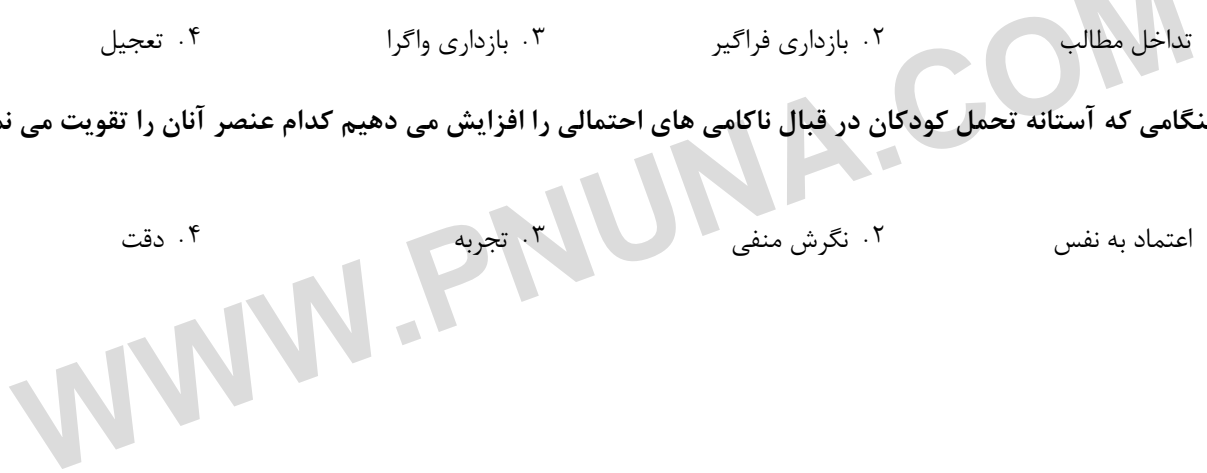 تداخل مطالب ۲. بازداری فراگیر ۳. بازداری واگرا ۴. تعجیل
که آستانه تحمل کودکان در قبال ناکامی های احتمالی را افزایش می دهیم کدام عنصر آنان را تقویت می
اعتماد به نفس ۲. نگرش منفی ۳. تجربه ۴. دقت
WWW.PNUNA.COM